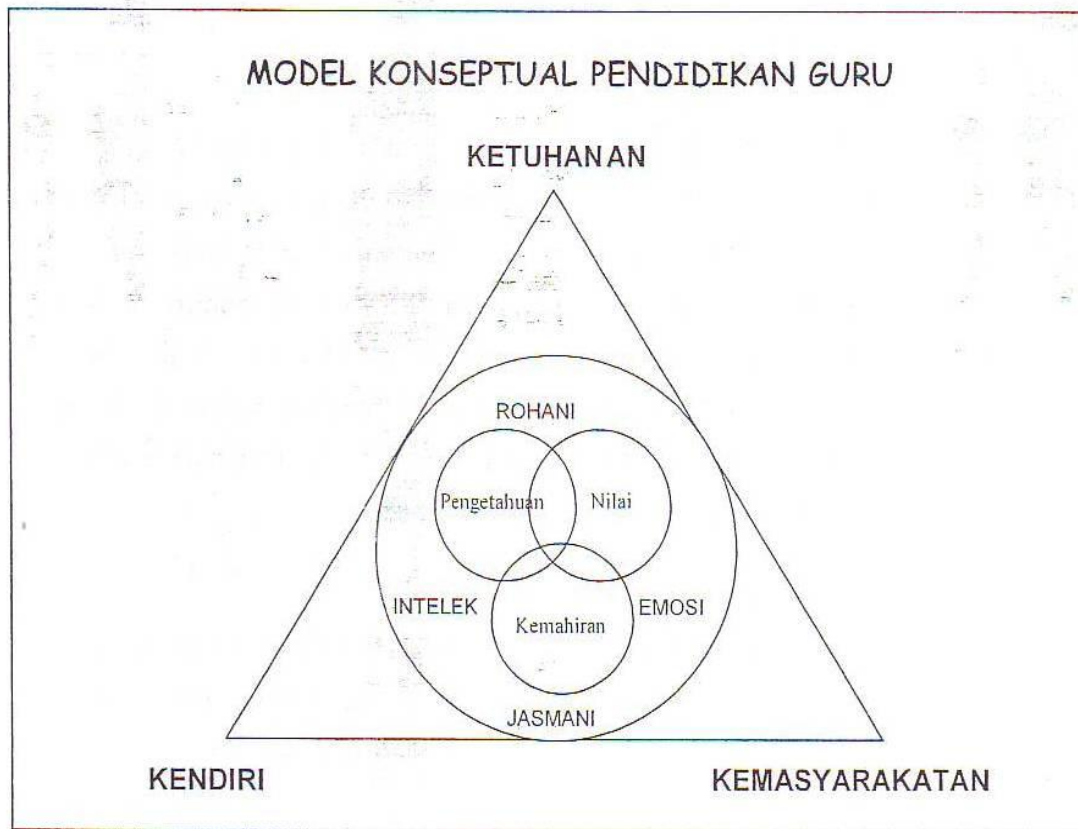 MODEL KONSEPTUAL PENDIDIKAN GURU
KETUHANAN
ROHANI
Pengetahuan
Nilai
INTELEK
EMOSI
Kemahiran
JASMANI
KENDIRI
KEMASYARAKATAN